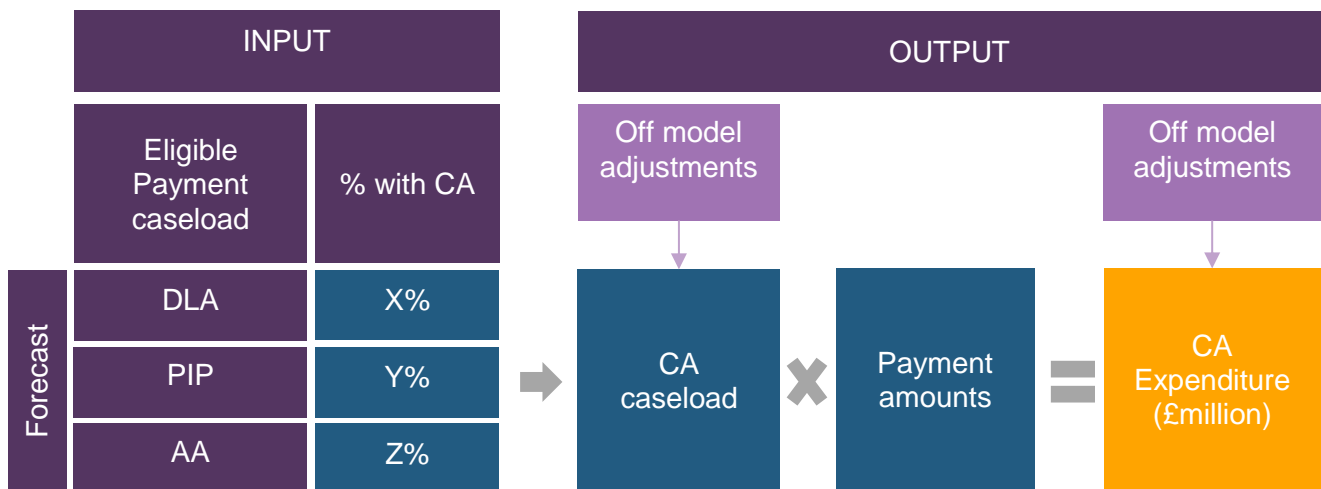 INPUT
OUTPUT
Eligible
Payment
caseload
% with CA
Off model
adjustments
Off model
adjustments
Forecast
DLA
X%
PIP
Y%
AA
Z%
CA
caseload
Payment
amounts
CA
Expenditure
(£million)